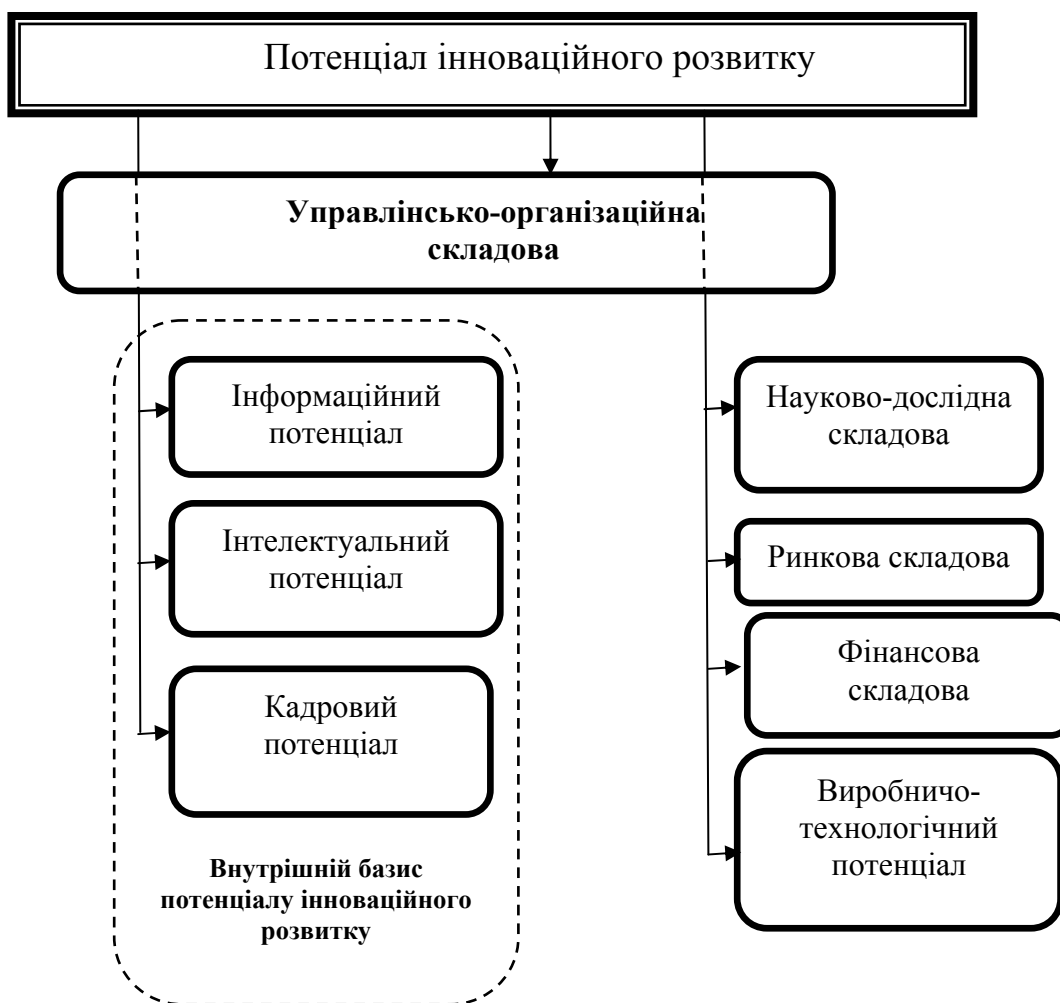 Потенціал інноваційного розвитку
Управлінсько-організаційна
складова
Інформаційний
потенціал
Інтелектуальний
потенціал
Кадровий
потенціал
Внутрішній базис
потенціалу інноваційного
розвитку
Науково-дослідна
складова
Ринкова складова
Фінансова
складова
Виробничо-
технологічний
потенціал